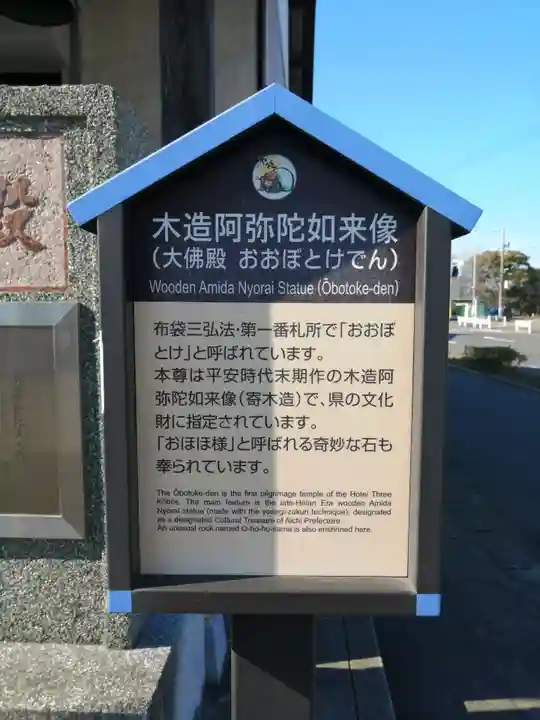 殿
木造阿弥陀如来像
(大佛殿 おおぼとけでん)
Wooden Amida Nyorai Statue (Ōbotoke-den)
布袋三弘法・第一番札所で「おおぼ
とけ」と呼ばれています。
本尊は平安時代末期作の木造阿
弥陀如来像(寄木造)で、県の文化
財に指定されています。
「おほほ様」と呼ばれる奇妙な石も
奉られています。
The Ōbotoke-den is the first pilgrimage temple of the Hotei Three
Kōbōs. The main feature is the late-Heian Era wooden Amida
Nyorai statue (made with the yosegi-zukuri technique), designated
as a designated Cultural Treasure of Aichi Prefecture.
An unusual rock named O-ho-ho-sama is also enshrined here.